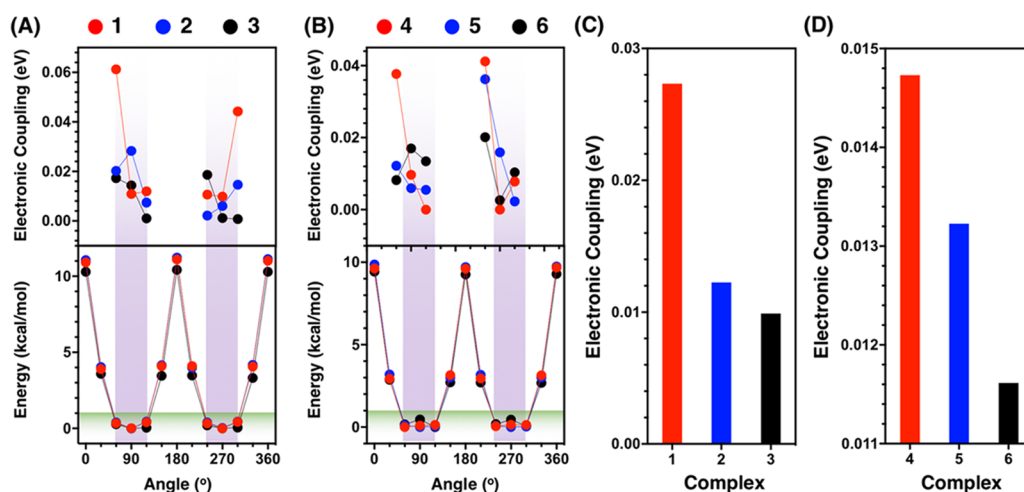 (A) 1 2 3
Electronic Coupling (eV)
0.06
0.04
0.02
0.00
Energy (kcal/mol)
10
5
0
0 90 180 270 360
Angle (º)
(B) 4 5 6
Electronic Coupling (eV)
0.04
0.02
0.00
Energy (kcal/mol)
10
5
0
0 90 180 270 360
Angle (º)
(C)
Electronic Coupling (eV)
0.03
0.02
0.01
0.00
1 2 3
Complex
(D)
Electronic Coupling (eV)
0.015
0.014
0.013
0.012
0.011
4 5 6
Complex